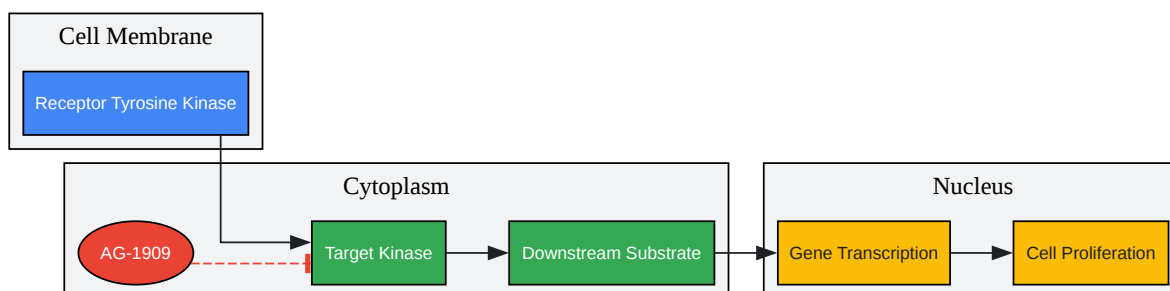 Cell Membrane
Receptor Tyrosine Kinase
Cytoplasm
Nucleus
AG-1909
Target Kinase
Downstream Substrate
Gene Transcription
Cell Proliferation